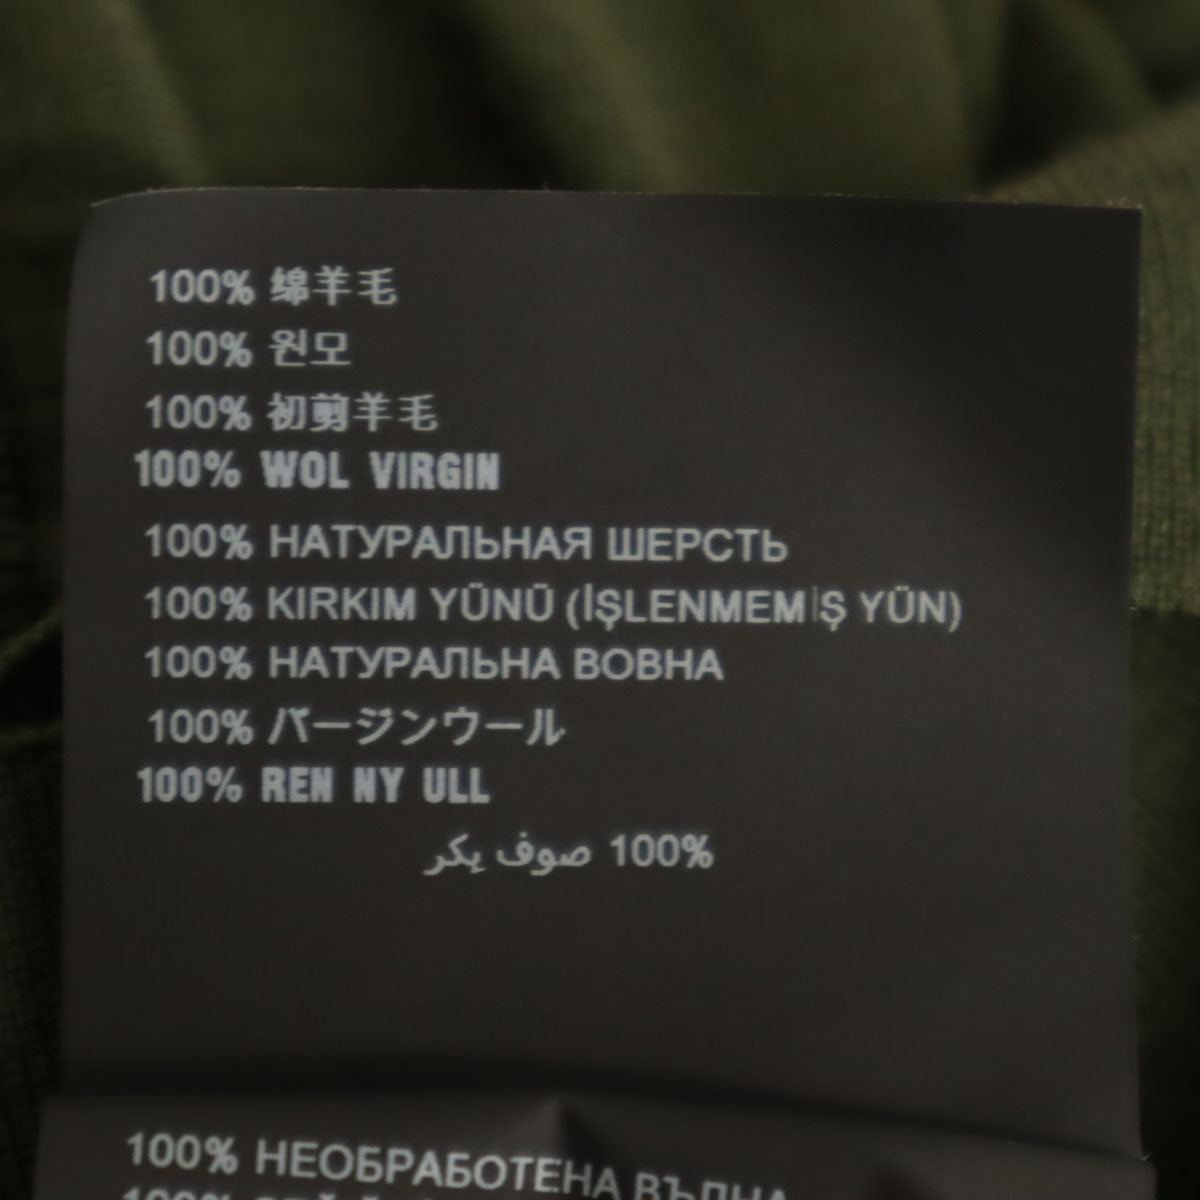 100% 绵羊毛
100% 원모
100% 初剪羊毛
100% WOL VIRGIN
100% НАТУРАЛЬНАЯ ШЕРСТЬ
100% KIRKIM YÜNÜ (İŞLENMEMİŞ YÜN)
100% НАТУРАЛЬНА ВОВНА
100% バージンウール
100% REN NY ULL
100% صوف بكر
100% НЕОБРАБОТЕНА ВЪЛНА
100%